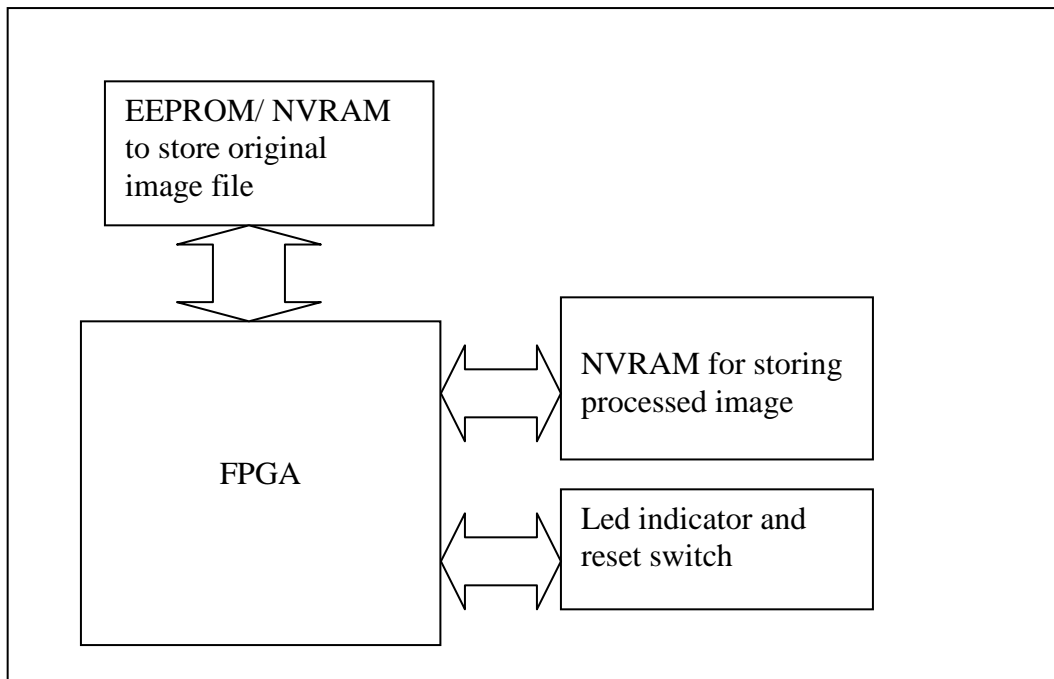 EEPROM/ NVRAM
to store original
image file
NVRAM for storing
processed image
FPGA
Led indicator and
reset switch